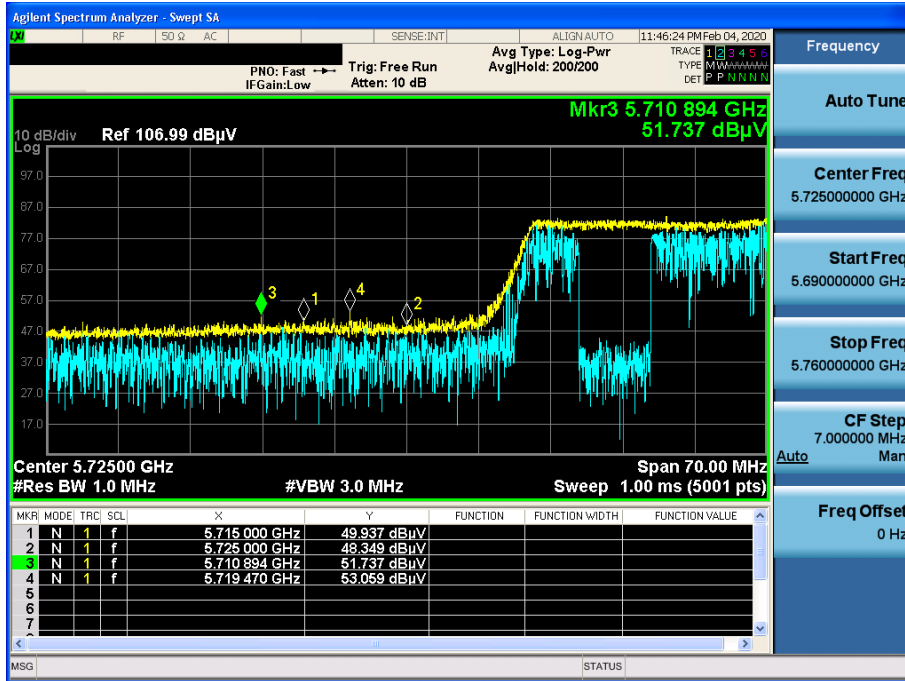 Agilent Spectrum Analyzer - Swept SA
LXI RF 50 Ω AC SENSE:INT ALIGN AUTO 11:46:24 PM Feb 04, 2020
PNO: Fast Trig: Free Run Avg Type: Log-Pwr TRACE 1 2 3 4 5 6
IFGain:Low Atten: 10 dB Avg|Hold: 200/200 TYPE M W
DET P P N N N N
Mkr3 5.710 894 GHz
51.737 dBµV
10 dB/div Ref 106.99 dBµV
Log
97.0
87.0
77.0
67.0
57.0
47.0
37.0
27.0
17.0
3 1 4 2
Center 5.72500 GHz Span 70.00 MHz
#Res BW 1.0 MHz #VBW 3.0 MHz Sweep 1.00 ms (5001 pts)
MKR MODE TRC SCL X Y FUNCTION FUNCTION WIDTH FUNCTION VALUE
1 N 1 f 5.715 000 GHz 49.937 dBµV
2 N 1 f 5.725 000 GHz 48.349 dBµV
3 N 1 f 5.710 894 GHz 51.737 dBµV
4 N 1 f 5.719 470 GHz 53.059 dBµV
5
6
7
MSG STATUS
Frequency
Auto Tune
Center Freq
5.725000000 GHz
Start Freq
5.690000000 GHz
Stop Freq
5.760000000 GHz
CF Step
7.000000 MHz
Auto Man
Freq Offset
0 Hz